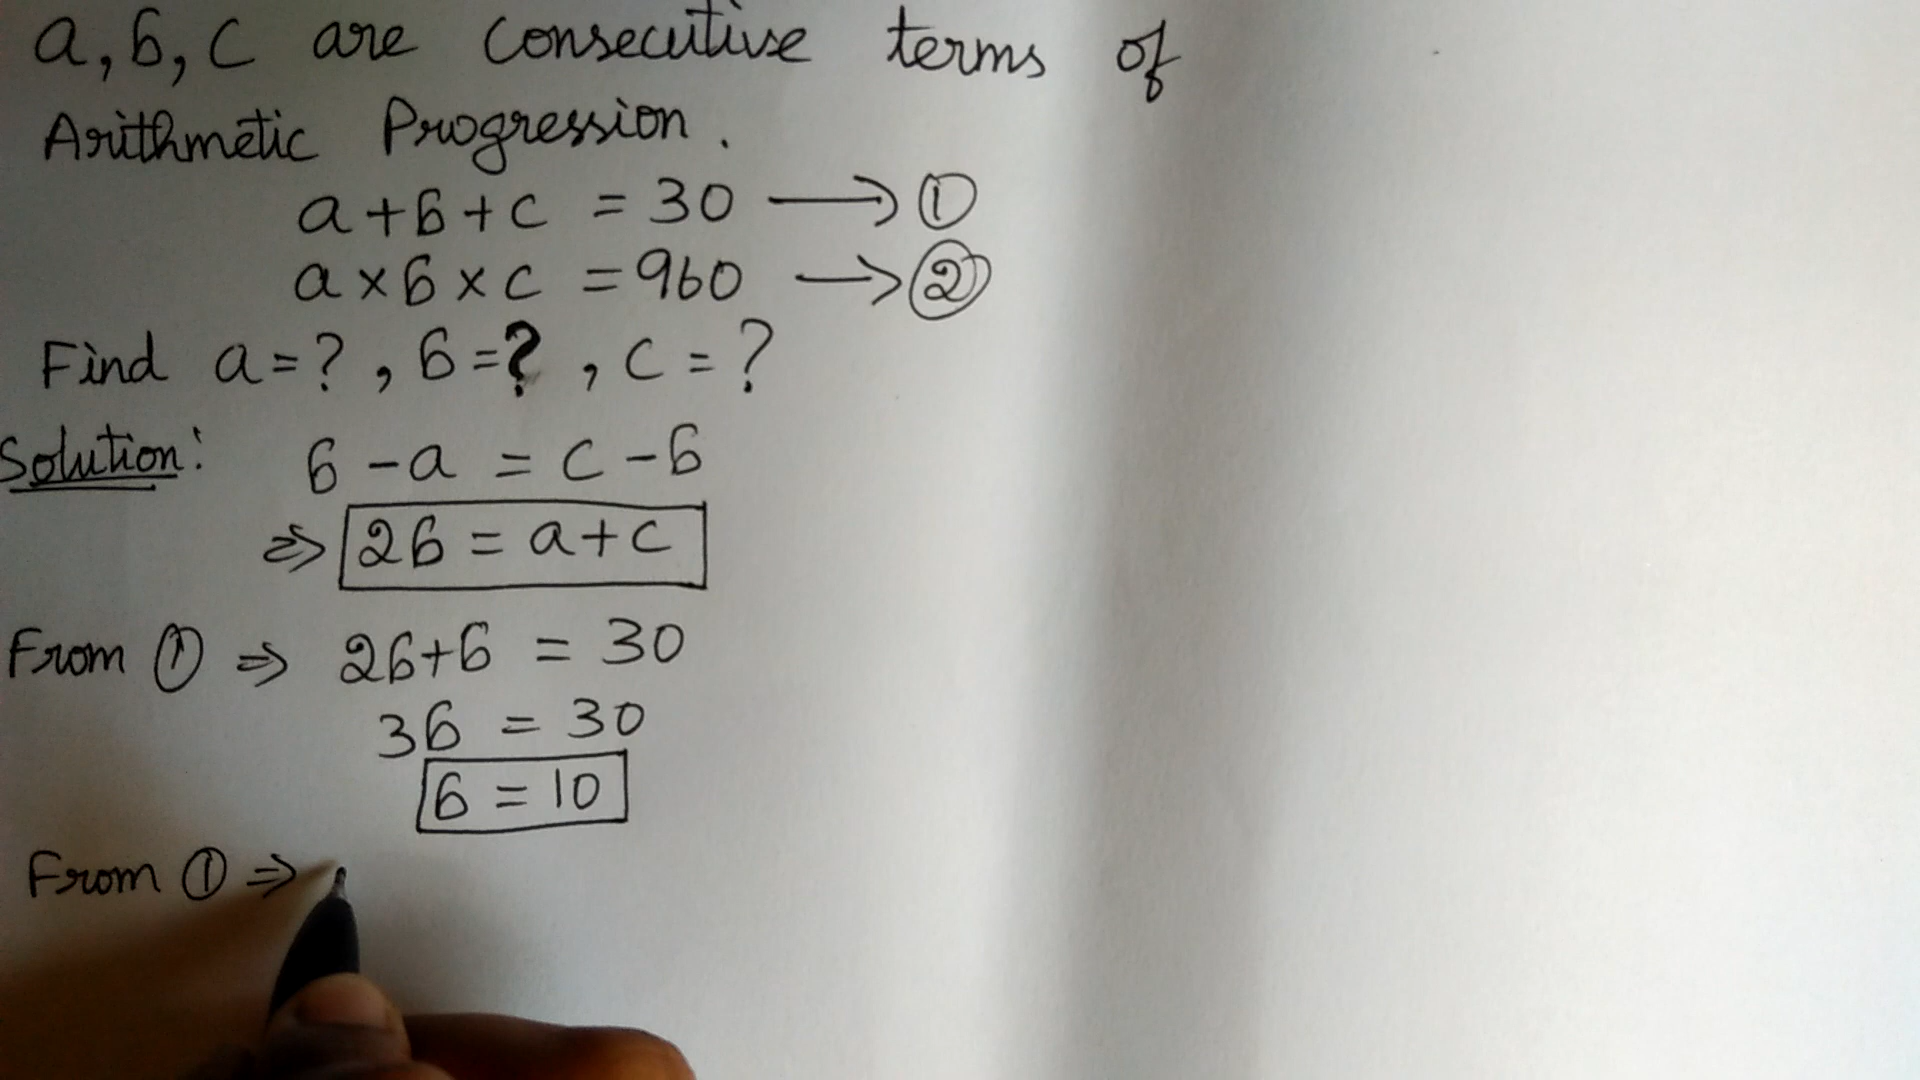 a, b, c are consecutive terms of
Arithmetic Progression.
a + b + c = 30 ⟶ ①
a × b × c = 960 ⟶ ②
Find a = ? , b = ? , c = ?
Solution: b - a = c - b
⇒ 2b = a + c
From ① ⇒ 2b + b = 30
3b = 30
b = 10
From ① ⇒